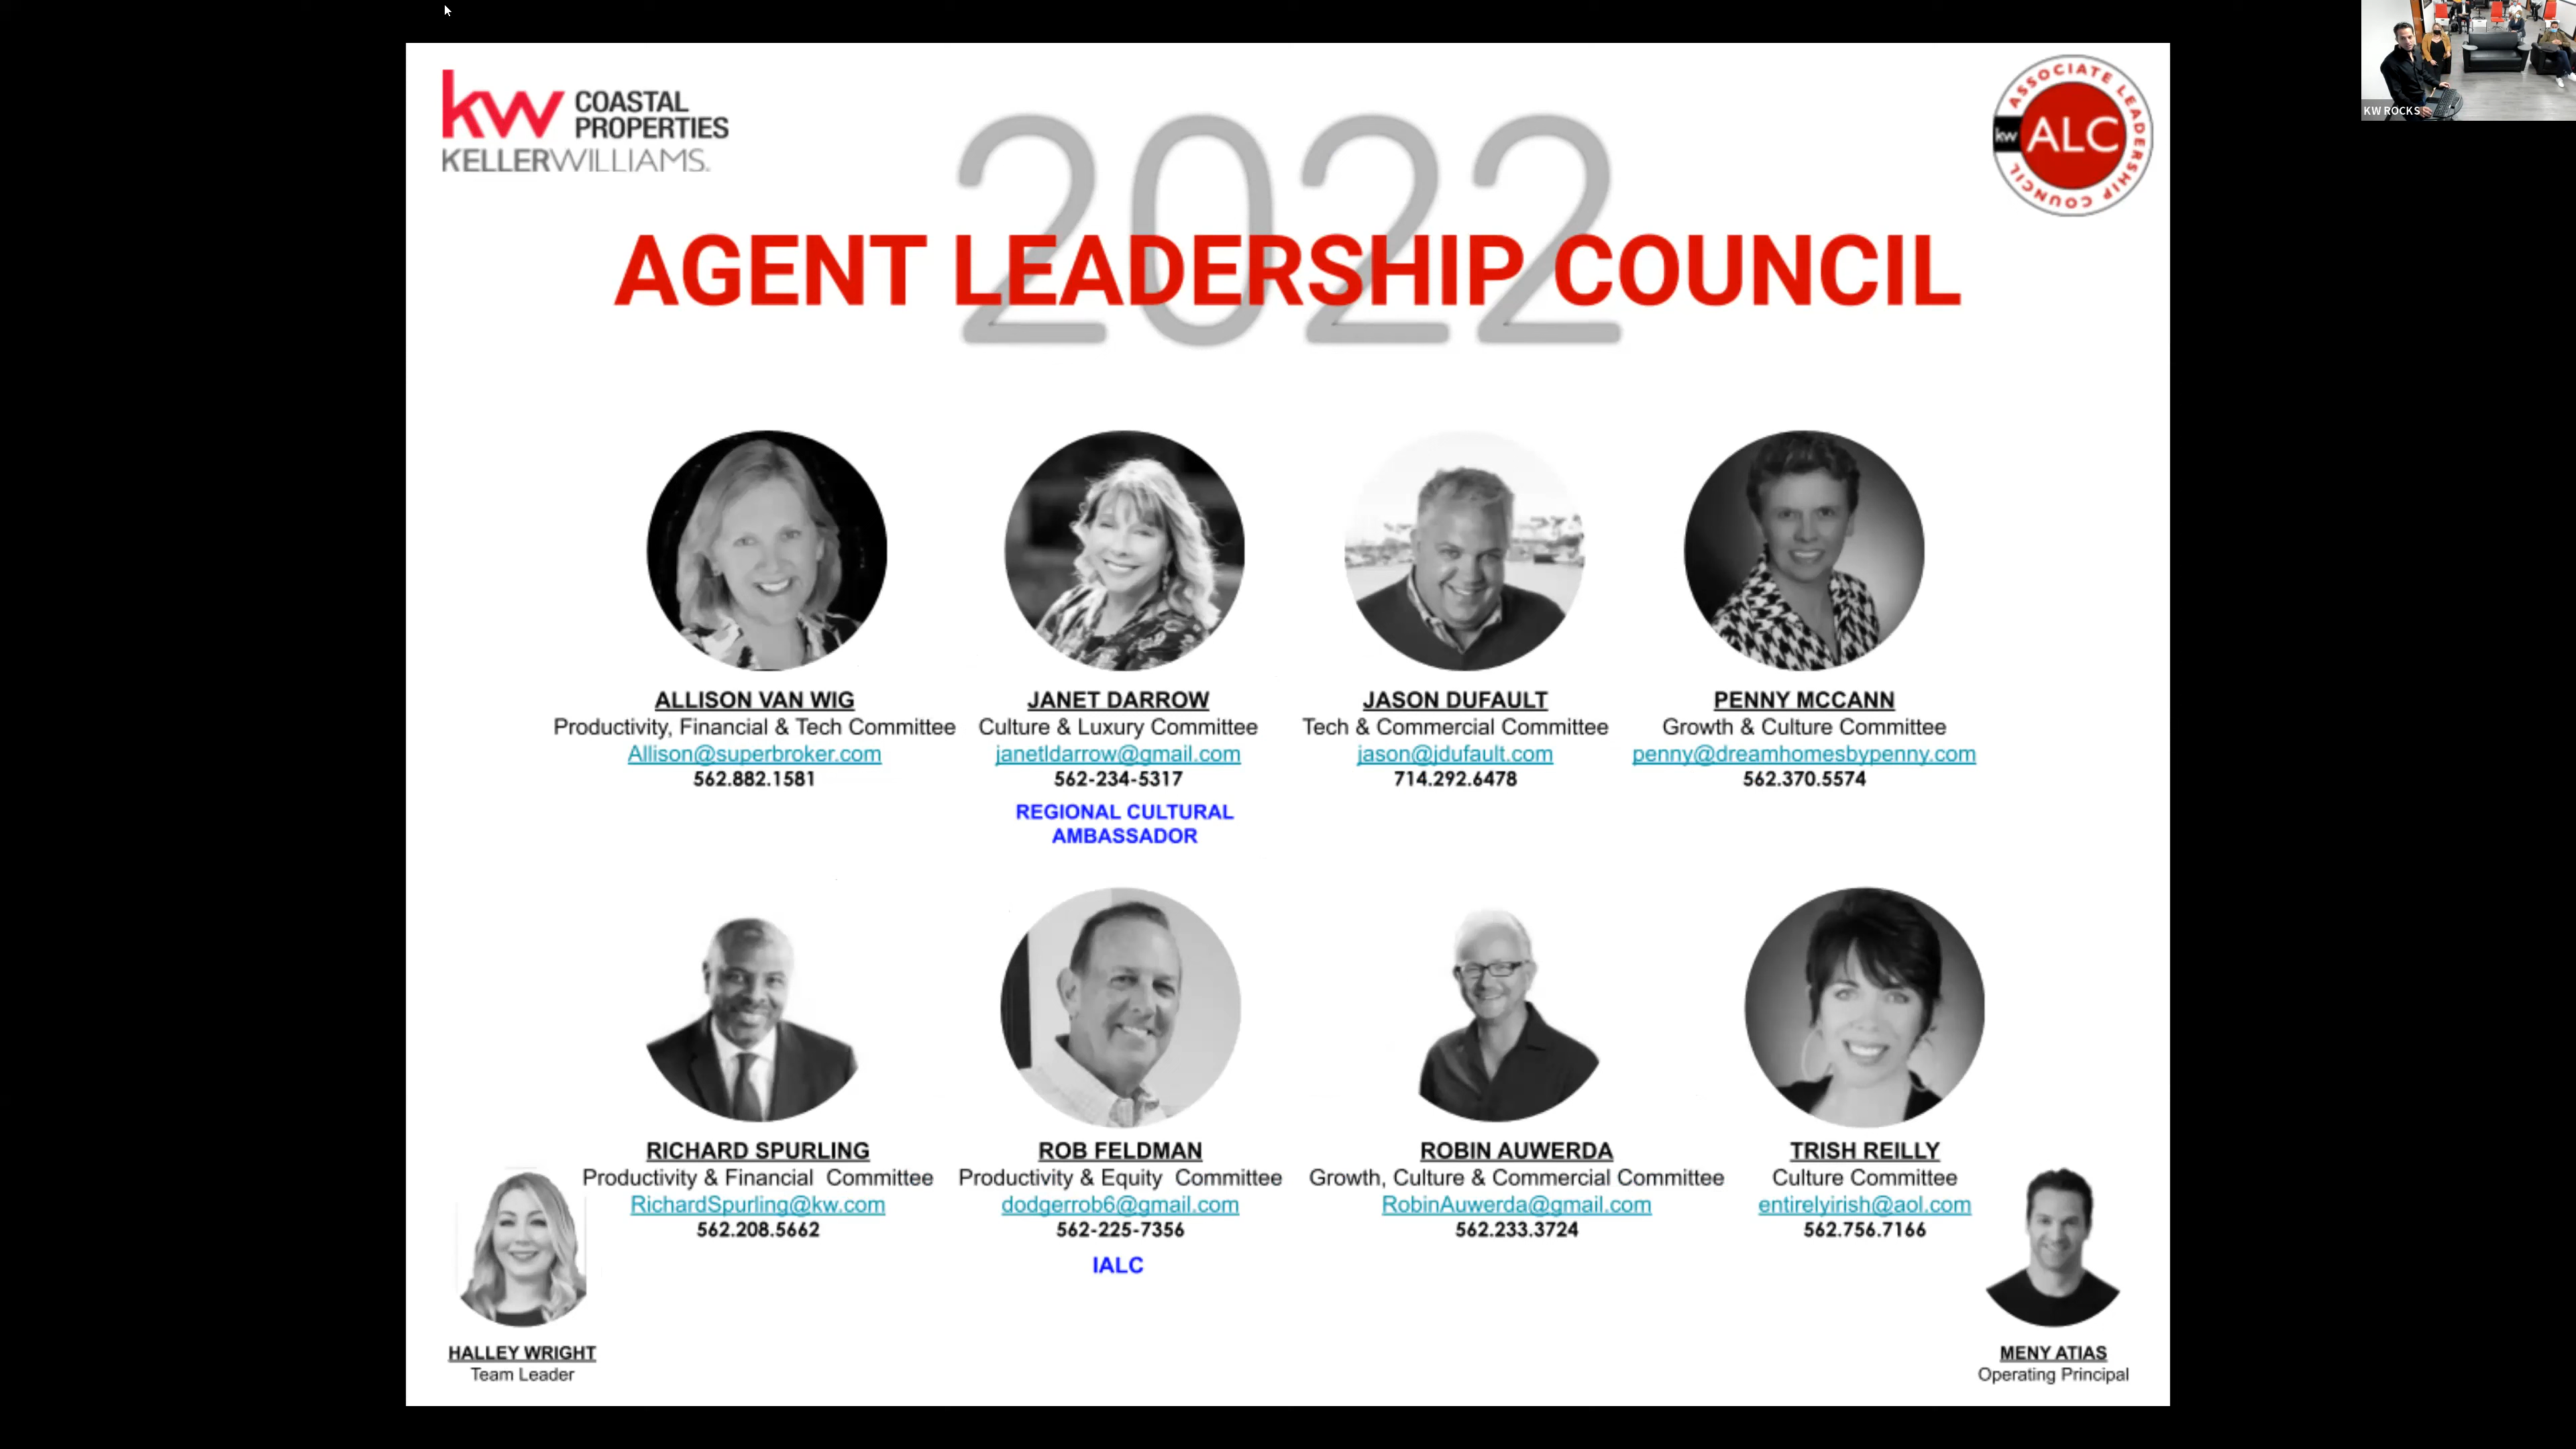 kw COASTAL
PROPERTIES
KELLERWILLIAMS.
2022
AGENT LEADERSHIP COUNCIL
ASSOCIATE LEADERSHIP COUNCIL
kw ALC
KW ROCKS
ALLISON VAN WIG
Productivity, Financial & Tech Committee
Allison@superbroker.com
562.882.1581
JANET DARROW
Culture & Luxury Committee
janetldarrow@gmail.com
562-234-5317
REGIONAL CULTURAL
AMBASSADOR
JASON DUFAULT
Tech & Commercial Committee
jason@jdufault.com
714.292.6478
PENNY MCCANN
Growth & Culture Committee
penny@dreamhomesbypenny.com
562.370.5574
RICHARD SPURLING
Productivity & Financial  Committee
RichardSpurling@kw.com
562.208.5662
ROB FELDMAN
Productivity & Equity  Committee
dodgerrob6@gmail.com
562-225-7356
IALC
ROBIN AUWERDA
Growth, Culture & Commercial Committee
RobinAuwerda@gmail.com
562.233.3724
TRISH REILLY
Culture Committee
entirelyirish@aol.com
562.756.7166
HALLEY WRIGHT
Team Leader
MENY ATIAS
Operating Principal